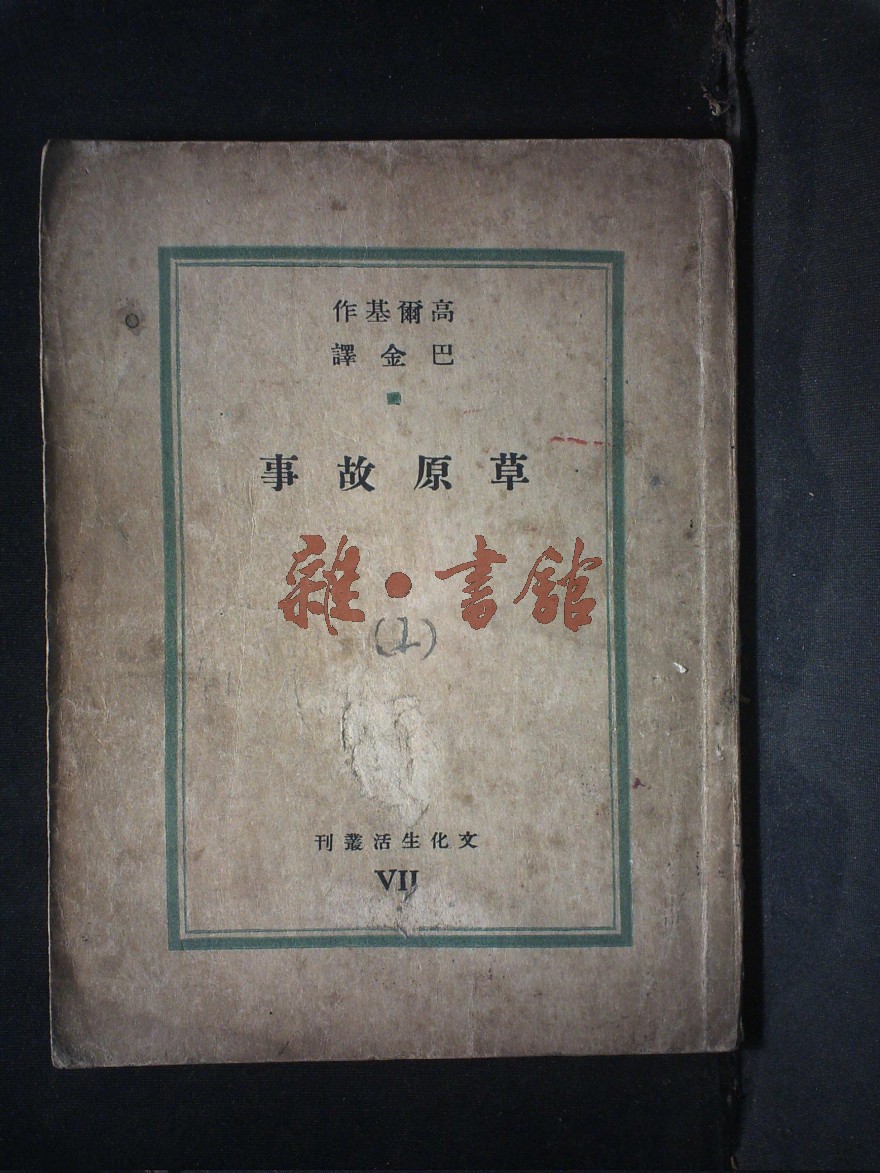 高爾基作
巴金譯
草原故事
雜·書館
(1)
文化生活叢刊
VII